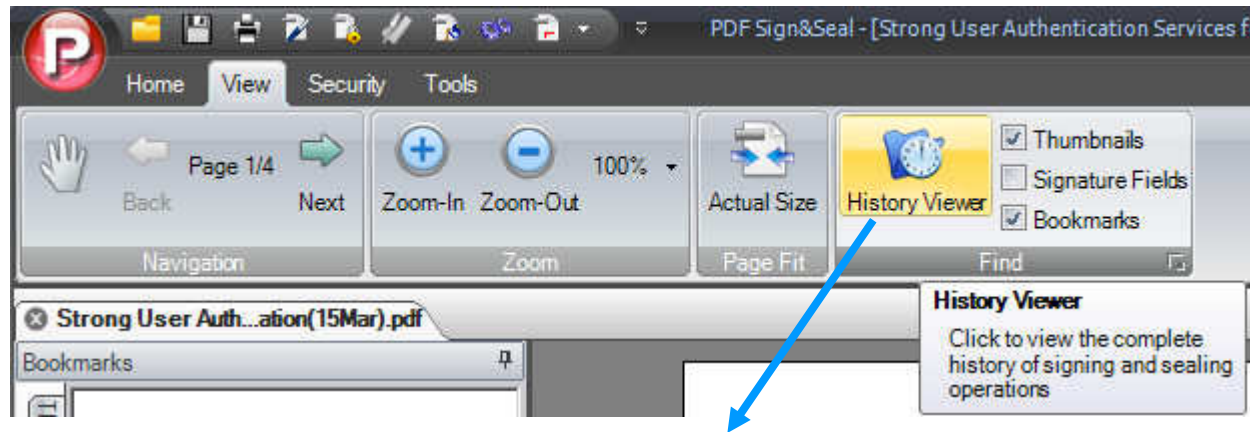 PDF Sign&Seal - [Strong User Authentication Services f
Home View Security Tools
Back Page 1/4 Next Zoom-In Zoom-Out 100% Actual Size History Viewer Thumbnails
Signature Fields
Bookmarks
Navigation Zoom Page Fit Find
Strong User Auth...ation(15Mar).pdf
Bookmarks
History Viewer
Click to view the complete
history of signing and sealing
operations